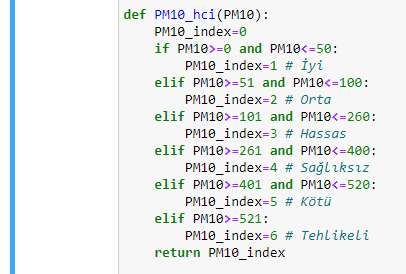 def PM10_hci(PM10):
    PM10_index=0
    if PM10>=0 and PM10<=50:
        PM10_index=1 # İyi
    elif PM10>=51 and PM10<=100:
        PM10_index=2 # Orta
    elif PM10>=101 and PM10<=260:
        PM10_index=3 # Hassas
    elif PM10>=261 and PM10<=400:
        PM10_index=4 # Sağlıksız
    elif PM10>=401 and PM10<=520:
        PM10_index=5 # Kötü
    elif PM10>=521:
        PM10_index=6 # Tehlikeli
    return PM10_index